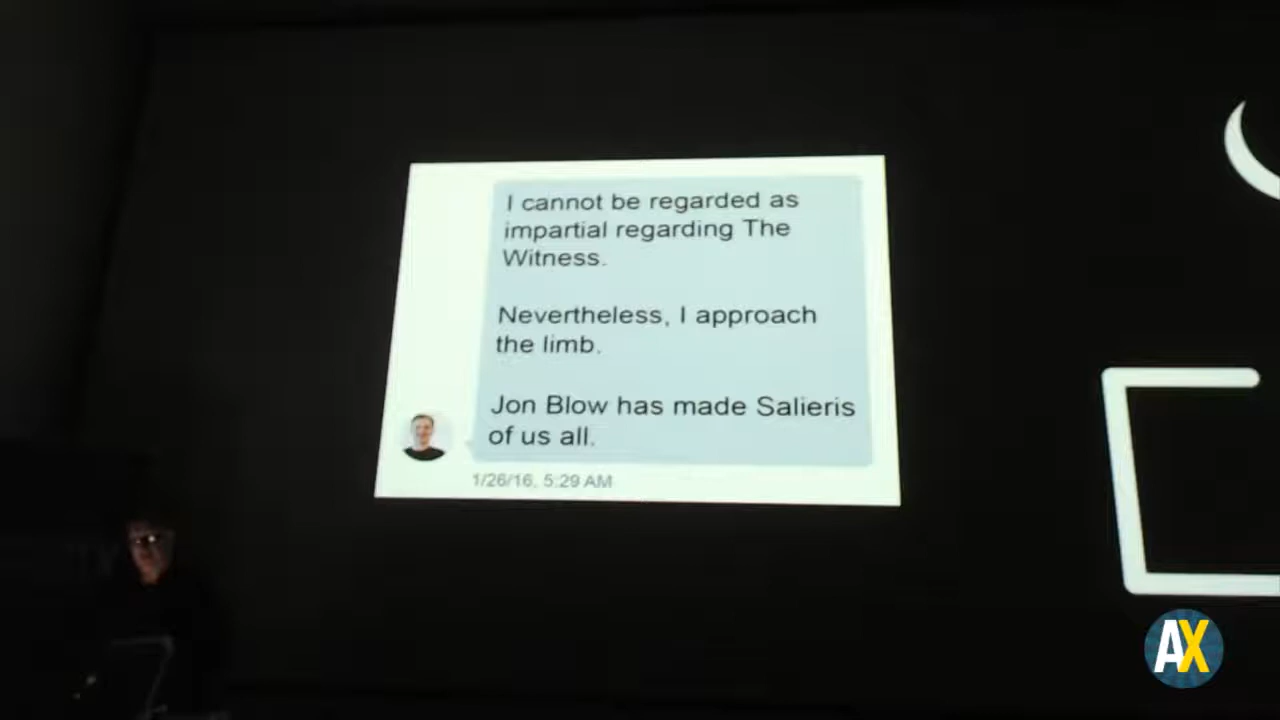 I cannot be regarded as
impartial regarding The
Witness.
Nevertheless, I approach
the limb.
Jon Blow has made Salieris
of us all.
1/26/16, 5:29 AM
AX